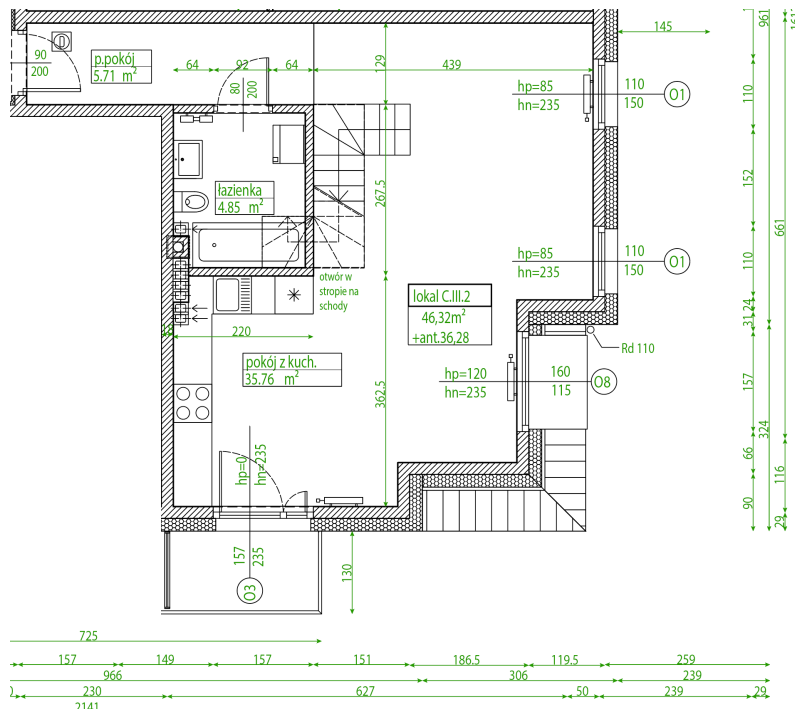 90
200
p.pokój
5.71 m²
64
92
64
80
200
129
439
145
961
hp=85
hn=235
110
150
O1
110
152
661
łazienka
4.85 m²
267.5
hp=85
hn=235
110
150
O1
110
otwór w
stropie na
schody
lokal C.III.2
46,32m²
+ant.36,28
24
31
220
pokój z kuch.
35.76 m²
362.5
Rd 110
hp=120
hn=235
160
115
O8
157
324
66
116
90
29
hp=0
hn=235
157
235
O3
130
725
157
149
157
151
186.5
119.5
259
966
306
239
230
627
50
239
29
2141